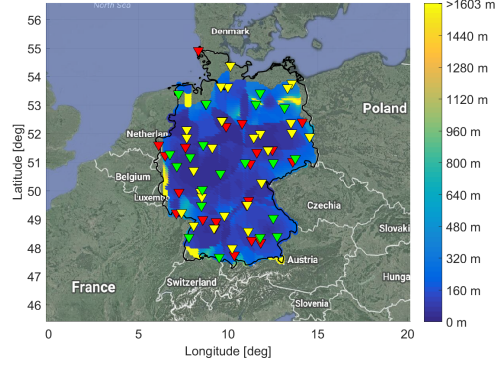 North Sea
Denmark
Poland
Netherlan
Belgium
Luxemb
Czechia
Slovaki
France
Switzerland
Austria
Hunga
Slovenia
56
55
54
53
52
51
50
49
48
47
46
Latitude [deg]
0
5
10
15
20
Longitude [deg]
>1603 m
1440 m
1280 m
1120 m
960 m
800 m
640 m
480 m
320 m
160 m
0 m